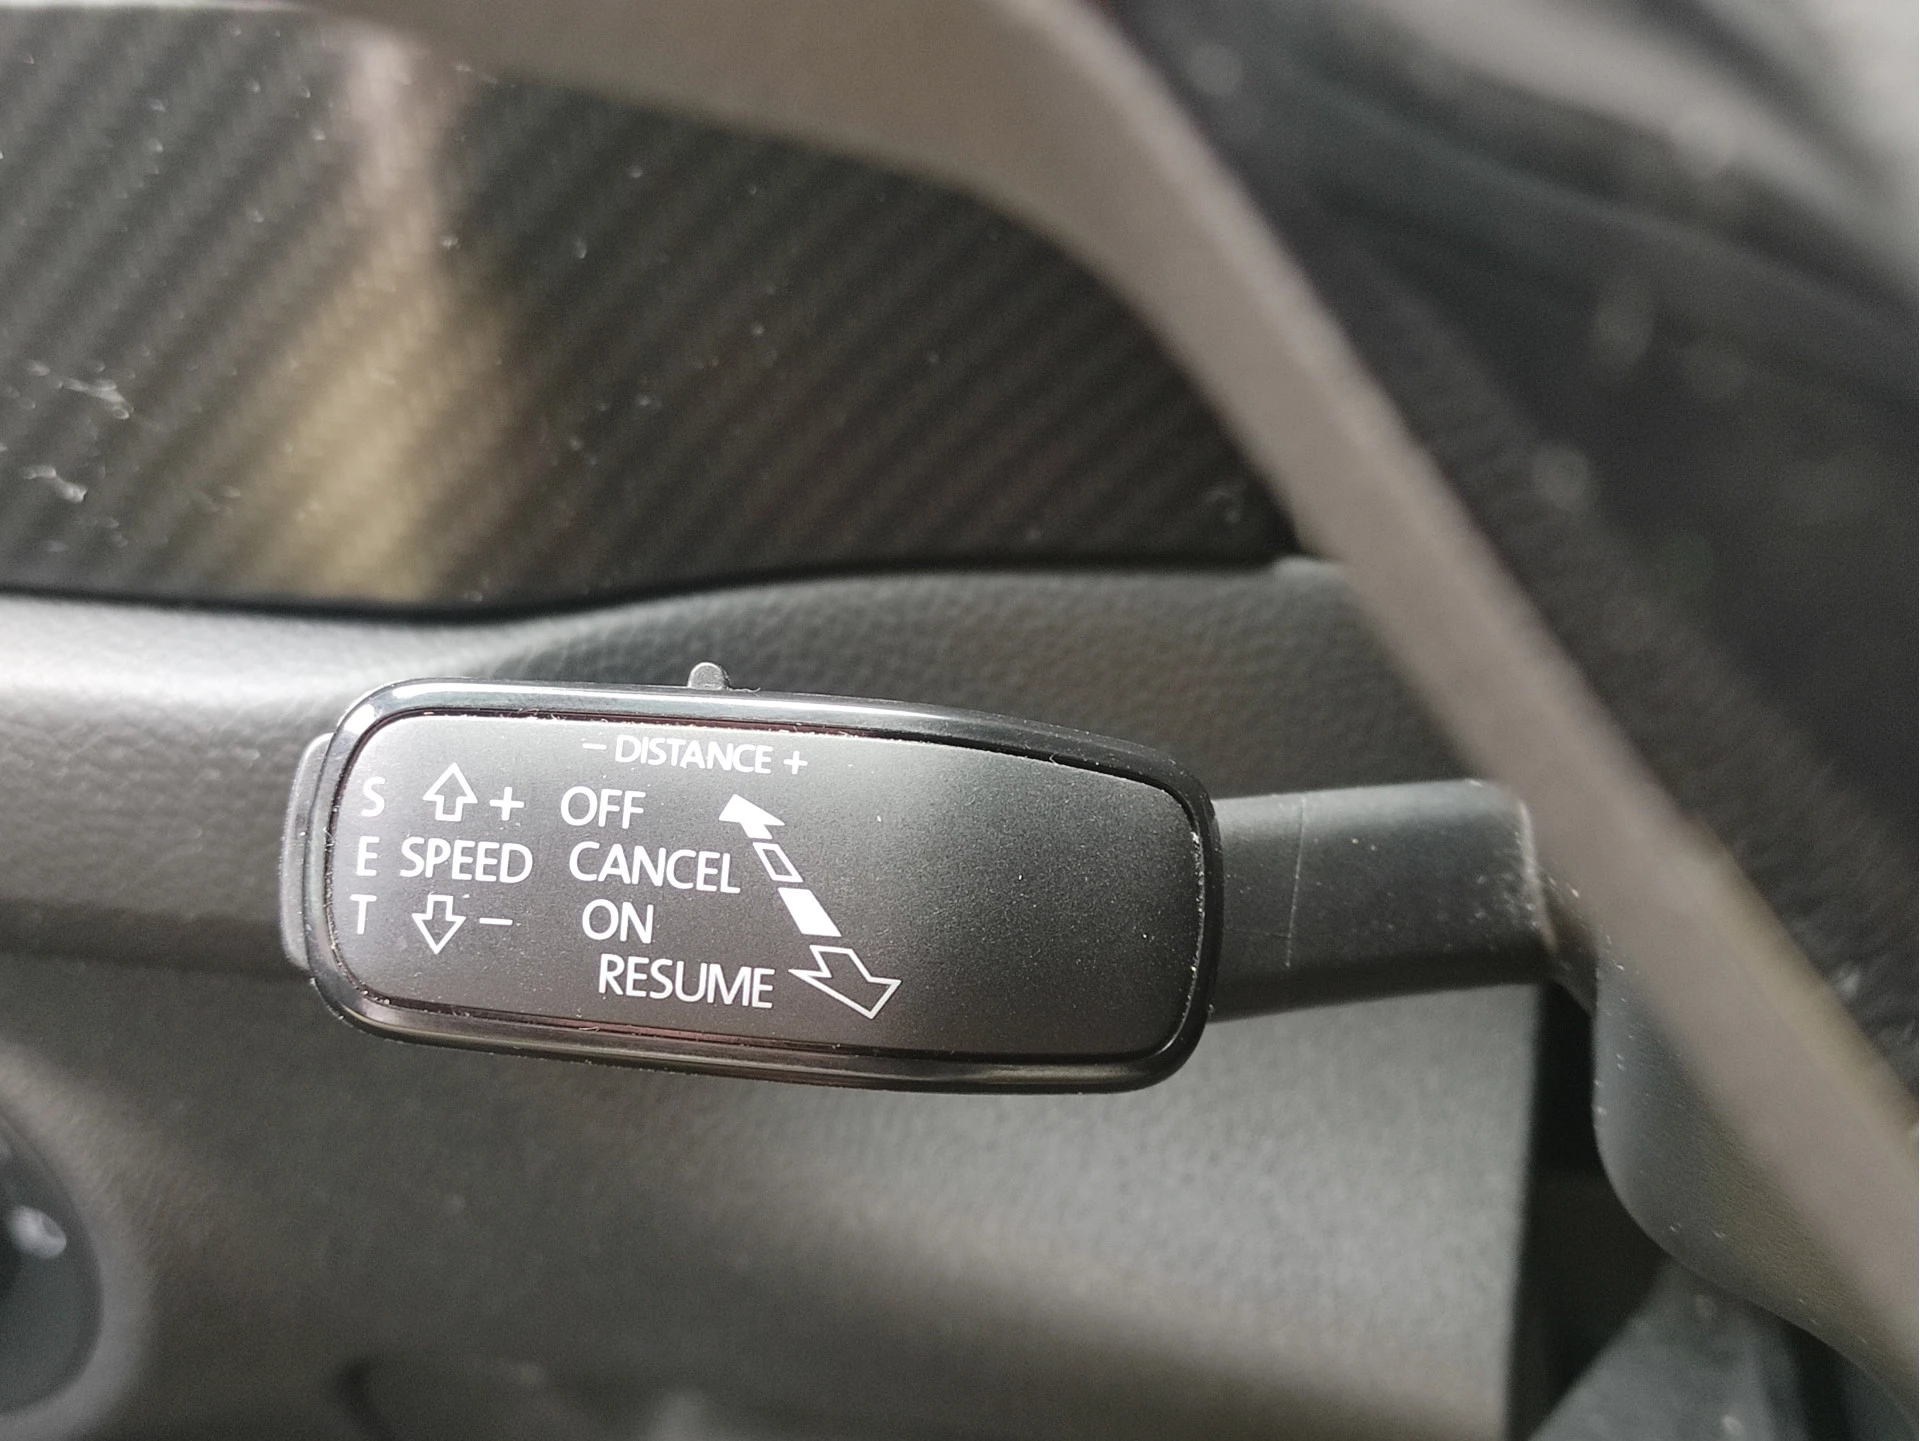 – DISTANCE +
S + OFF
E SPEED CANCEL
T – ON
RESUME